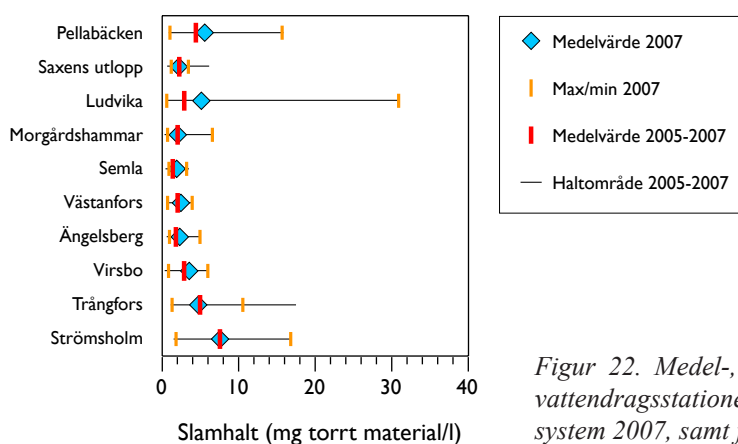 Pellabäcken
Saxens utlopp
Ludvika
Morgårdshammar
Semla
Västanfors
Ängelsberg
Virsbo
Trångfors
Strömsholm
0 10 20 30 40
Slamhalt (mg torrt material/l)
Medelvärde 2007
Max/min 2007
Medelvärde 2005-2007
Haltområde 2005-2007
Figur 22. Medel-,
vattendragsstatione
system 2007, samt